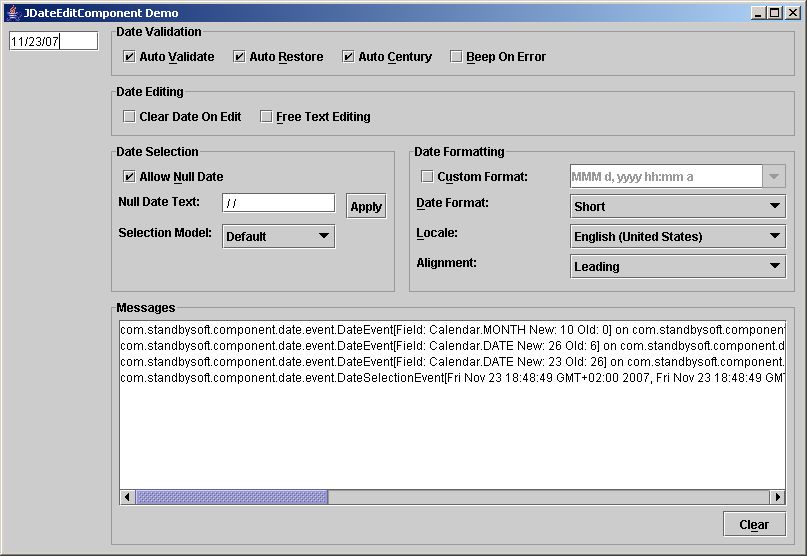 JDateEditComponent Demo
11/23/07
Date Validation
Auto Validate Auto Restore Auto Century Beep On Error
Date Editing
Clear Date On Edit Free Text Editing
Date Selection
Allow Null Date
Null Date Text: / / Apply
Selection Model: Default
Date Formatting
Custom Format: MMM d, yyyy hh:mm a
Date Format: Short
Locale: English (United States)
Alignment: Leading
Messages
com.standbysoft.component.date.event.DateEvent[Field: Calendar.MONTH New: 10 Old: 0] on com.standbysoft.component
com.standbysoft.component.date.event.DateEvent[Field: Calendar.DATE New: 26 Old: 6] on com.standbysoft.component.d
com.standbysoft.component.date.event.DateEvent[Field: Calendar.DATE New: 23 Old: 26] on com.standbysoft.component.
com.standbysoft.component.date.event.DateSelectionEvent[Fri Nov 23 18:48:49 GMT+02:00 2007, Fri Nov 23 18:48:49 GMT
Clear